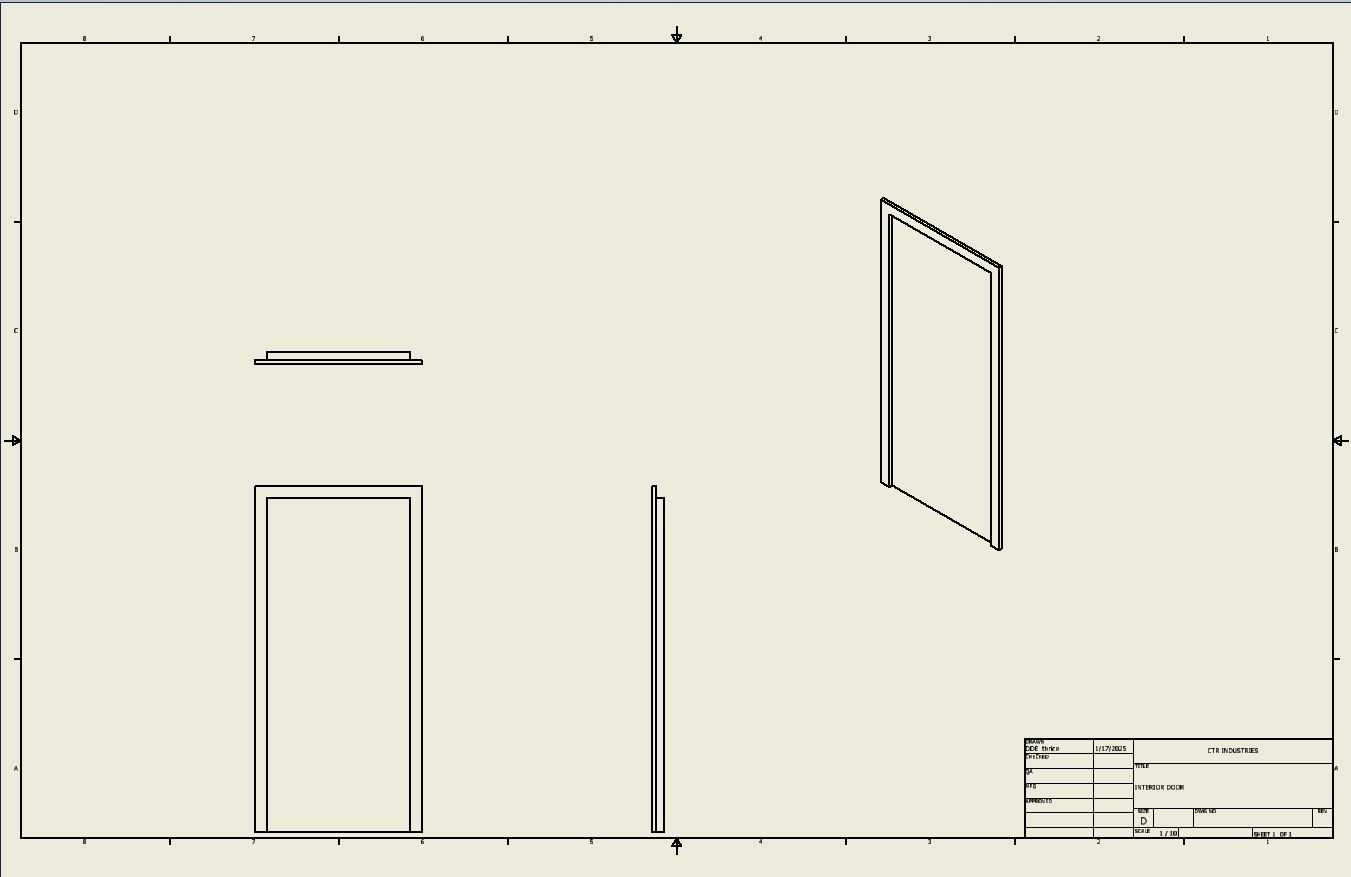 8 7 6 5 4 3 2 1
D D
C C
B B
A A
DRAWN
DDE thrice 1/17/2025
CHECKED
QA
MFG
APPROVED
CTR INDUSTRIES
TITLE
INTERIOR DOOR
SIZE DWG NO REV
D
SCALE 1 / 10 SHEET 1 OF 1
8 7 6 5 4 3 2 1